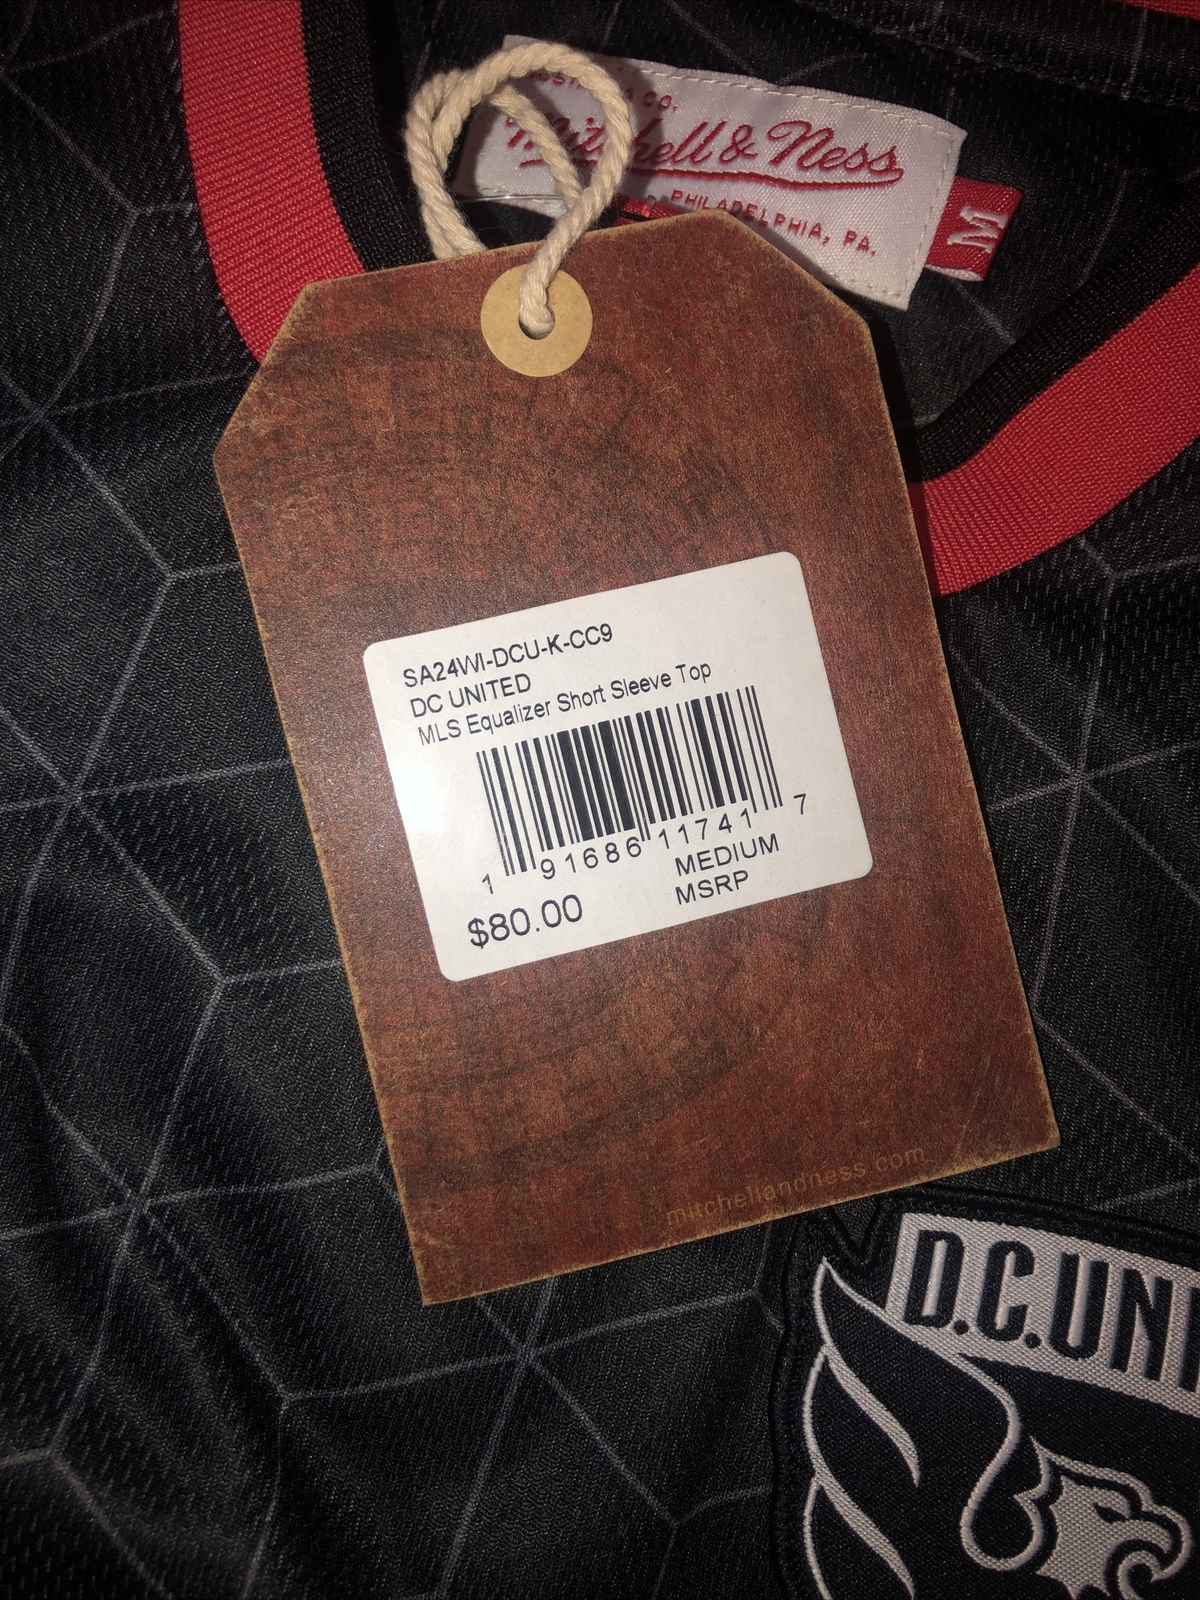 CO.
Mitchell & Ness
PHILADELPHIA, PA.
M
SA24WI-DCU-K-CC9
DC UNITED
MLS Equalizer Short Sleeve Top
1 91686 11741 7
MEDIUM
$80.00 MSRP
mitchellandness.com
D.C.UNI